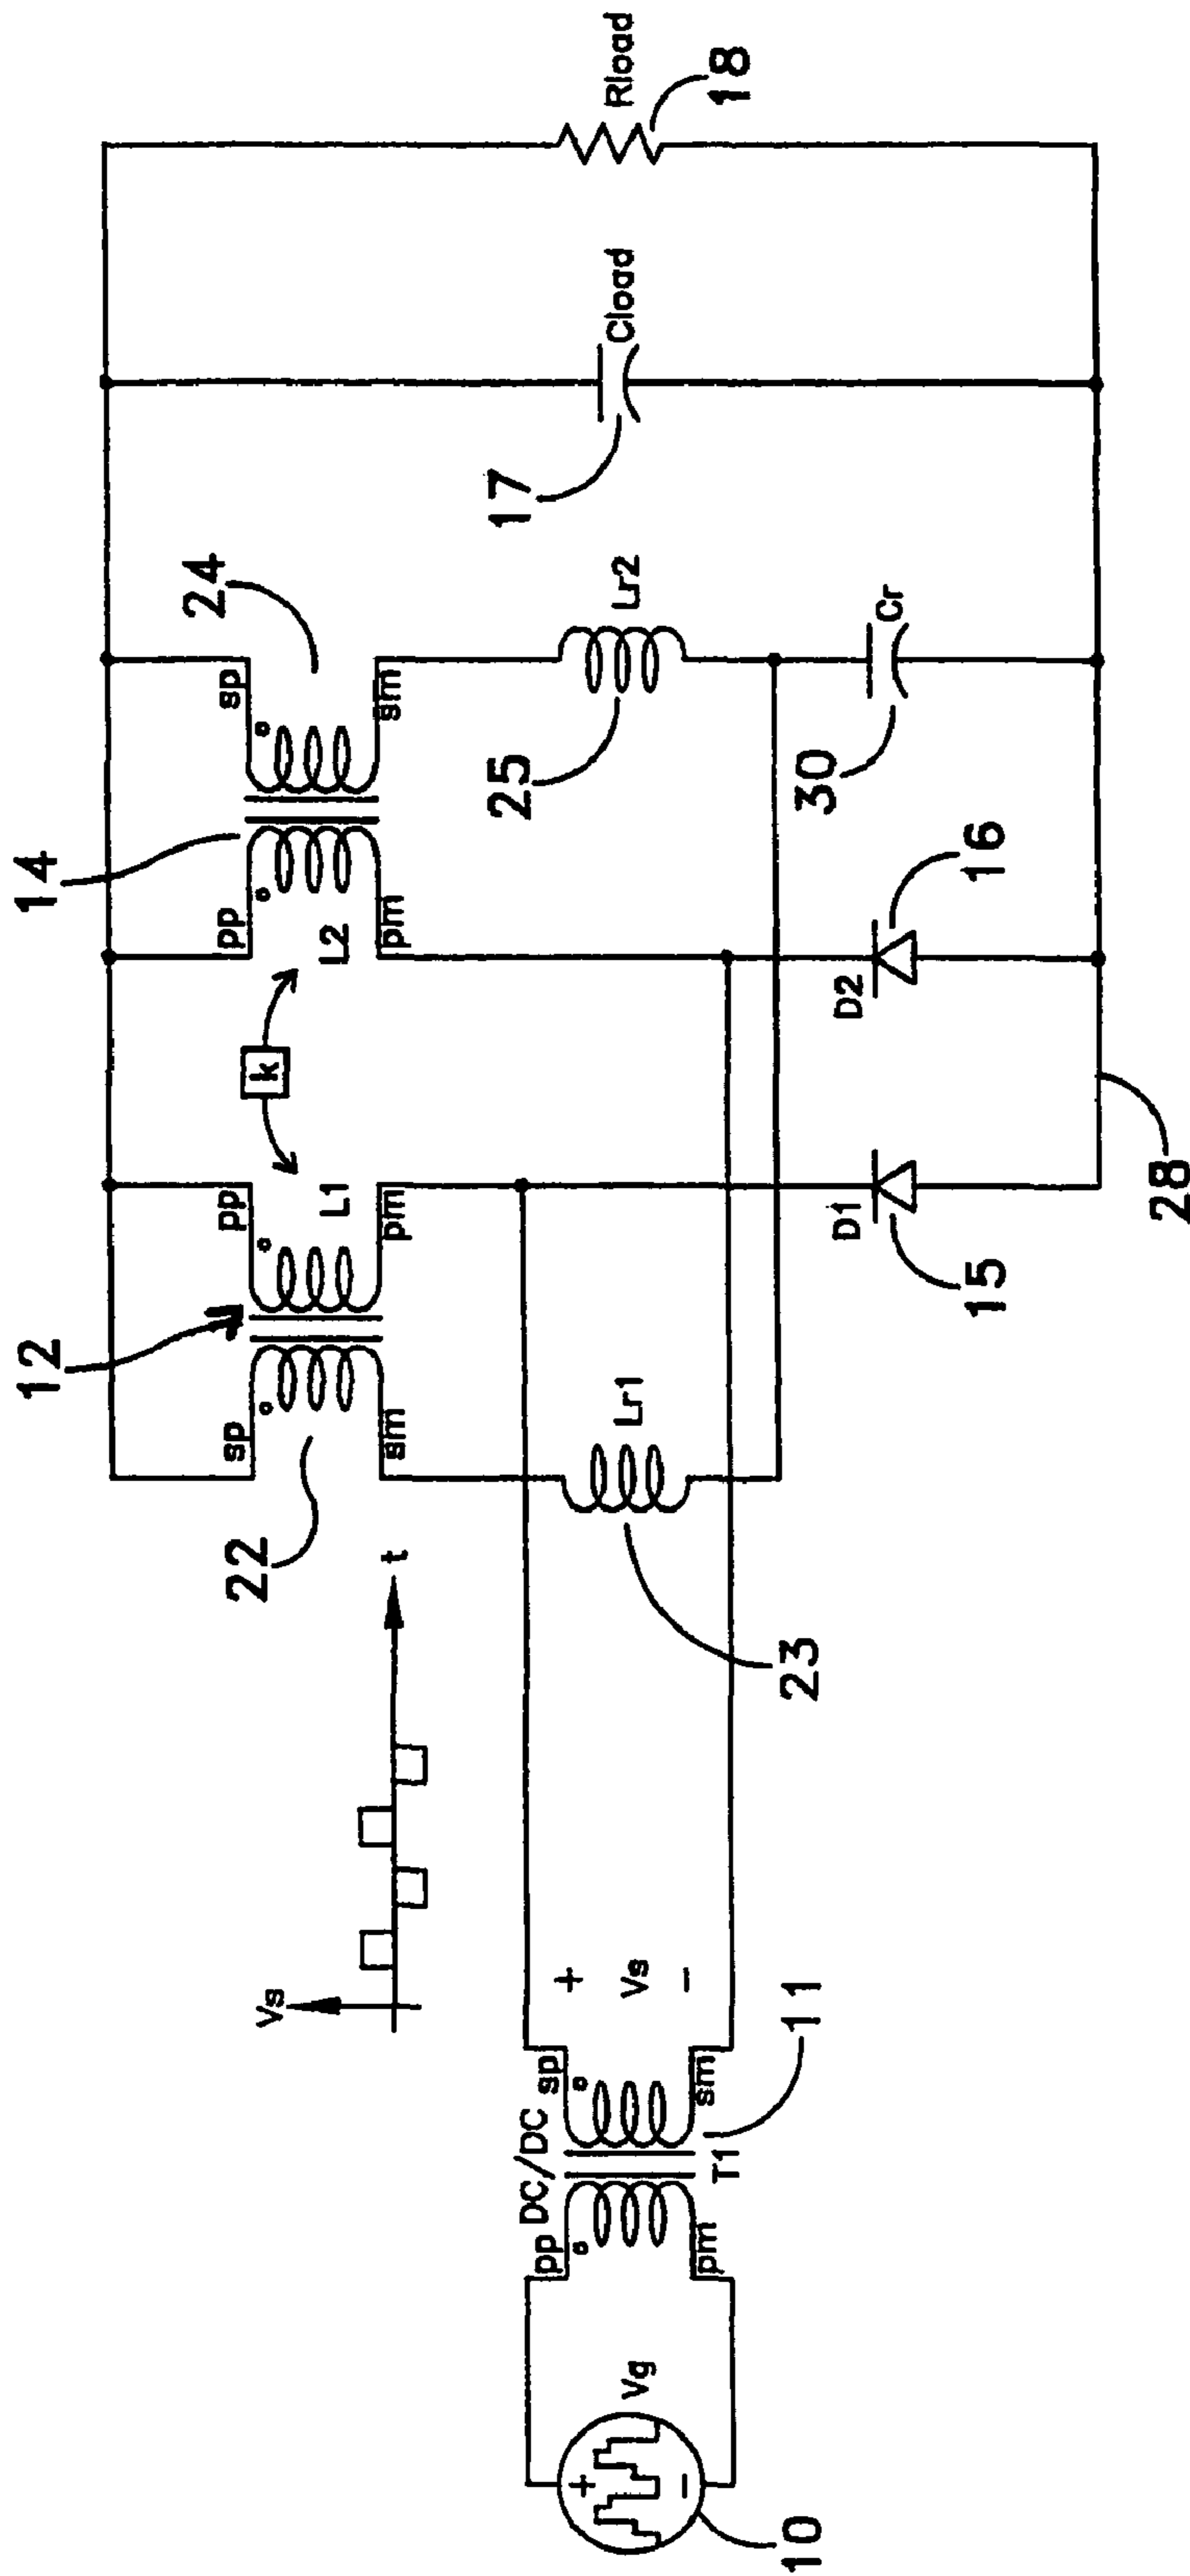 12
14
24
22
sp
pp
L1
k
pp
L2
sp
sm
pm
pm
sm
Vs
t
DC/DC
pp
sp
+
Vg
-
pm
T1
sm
+
Vs
-
10
11
Lr1
23
Lr2
25
17
Cload
Rload
18
D1
15
D2
16
30
Cr
28